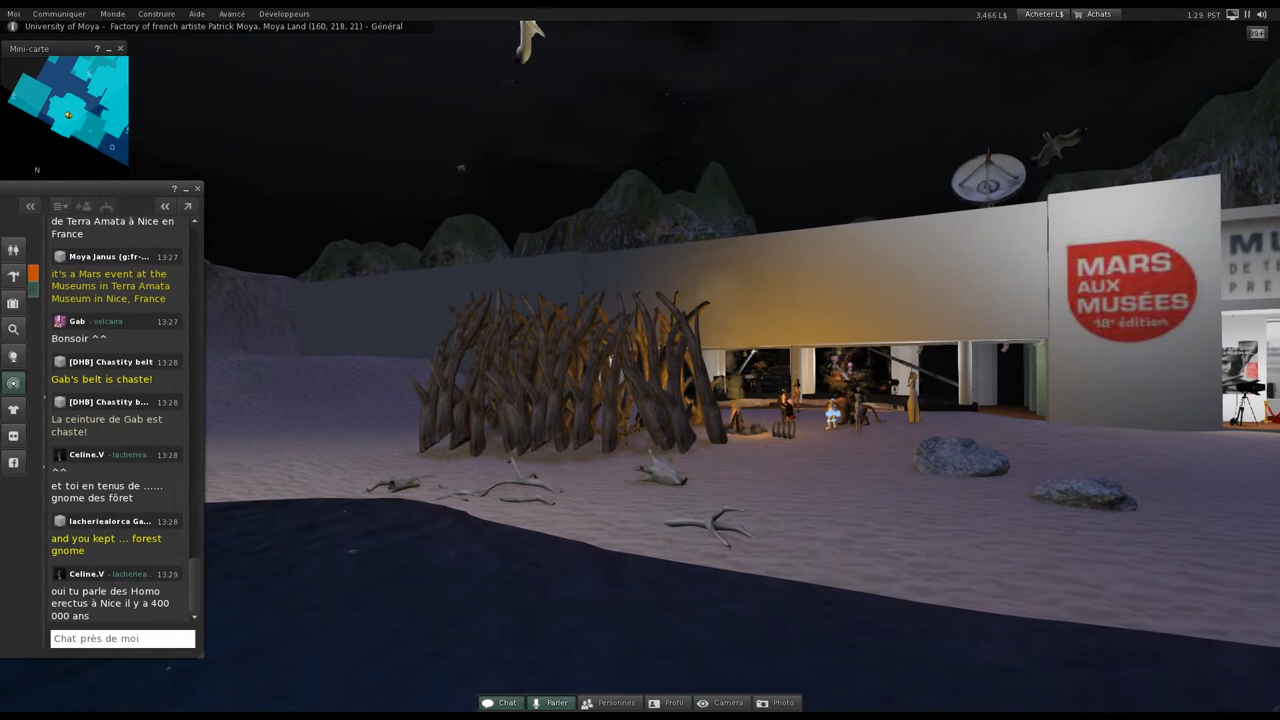 Moi Communiquer Monde Construire Aide Avancé Développeurs
3,466 L$ Acheter L$ Achats 1:29 PST
University of Moya - Factory of french artiste Patrick Moya, Moya Land (160, 218, 21) - Général
Mini-carte ? _ ×
E
O
N
? _ ×
de Terra Amata à Nice en
France
Moya Janus (g:fr-... 13:27
it's a Mars event at the
Museums in Terra Amata
Museum in Nice, France
Gab - velcaira 13:27
Bonsoir ^^
[DHB] Chastity belt 13:28
Gab's belt is chaste!
[DHB] Chastity b... 13:28
La ceinture de Gab est
chaste!
Celine.V - lacheriea... 13:28
^^
et toi en tenus de ......
gnome des fôret
lacheriealorca Ga... 13:28
and you kept ... forest
gnome
Celine.V - lacheriea... 13:29
oui tu parle des Homo
erectus à Nice il y a 400
000 ans
Chat près de moi
MARS
AUX
MUSÉES
18e édition
MU
DE T
PRE
Chat Parler Personnes Profil Caméra Photo